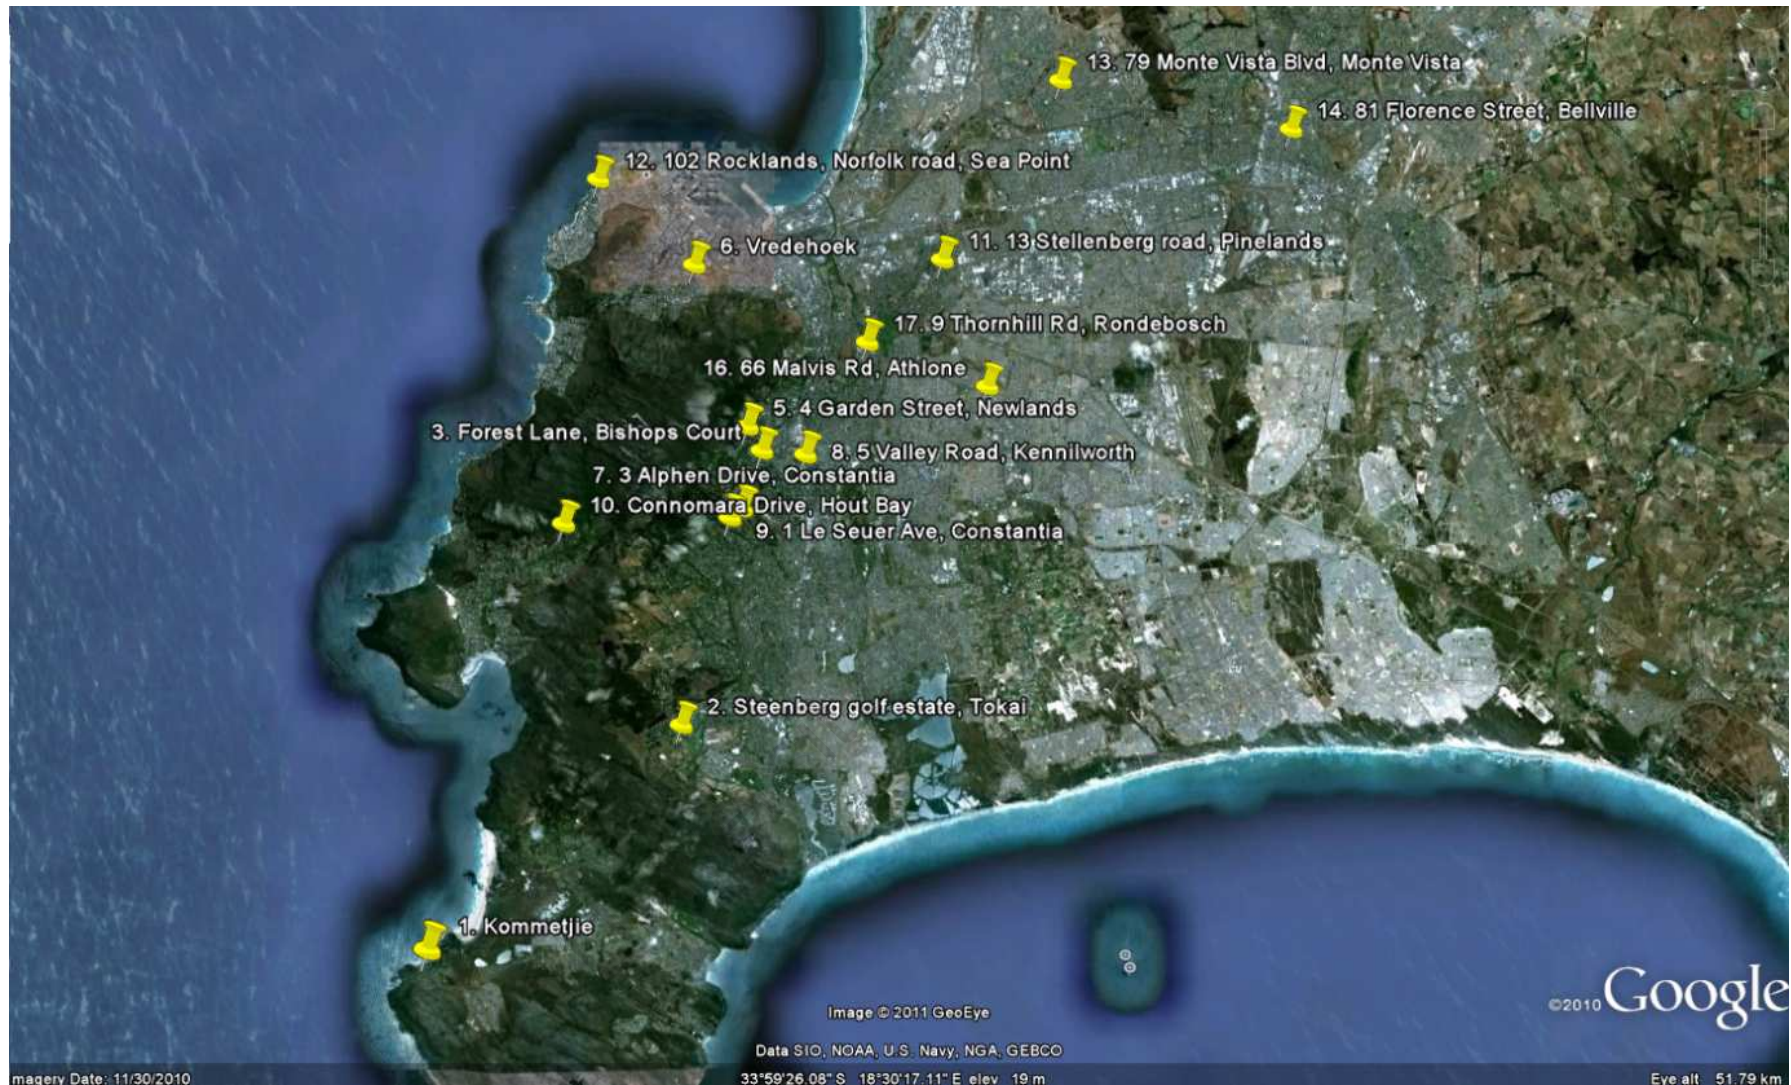 13. 79 Monte Vista Blvd, Monte Vista
14. 81 Florence Street, Bellville
12. 102 Rocklands, Norfolk road, Sea Point
6. Vredehoek
11. 13 Stellenberg road, Pinelands
17. 9 Thornhill Rd, Rondebosch
16. 66 Malvis Rd, Athlone
5. 4 Garden Street, Newlands
3. Forest Lane, Bishops Court
8. 5 Valley Road, Kennilworth
7. 3 Alphen Drive, Constantia
10. Connomara Drive, Hout Bay
9. 1 Le Seuer Ave, Constantia
2. Steenberg golf estate, Tokai
1. Kommetjie
©2010 Google
Image © 2011 GeoEye
Data SIO, NOAA, U.S. Navy, NGA, GEBCO
magery Date: 11/30/2010
33°59'26.08" S 18°30'17.11" E elev 19 m
Eye alt 51.79 km